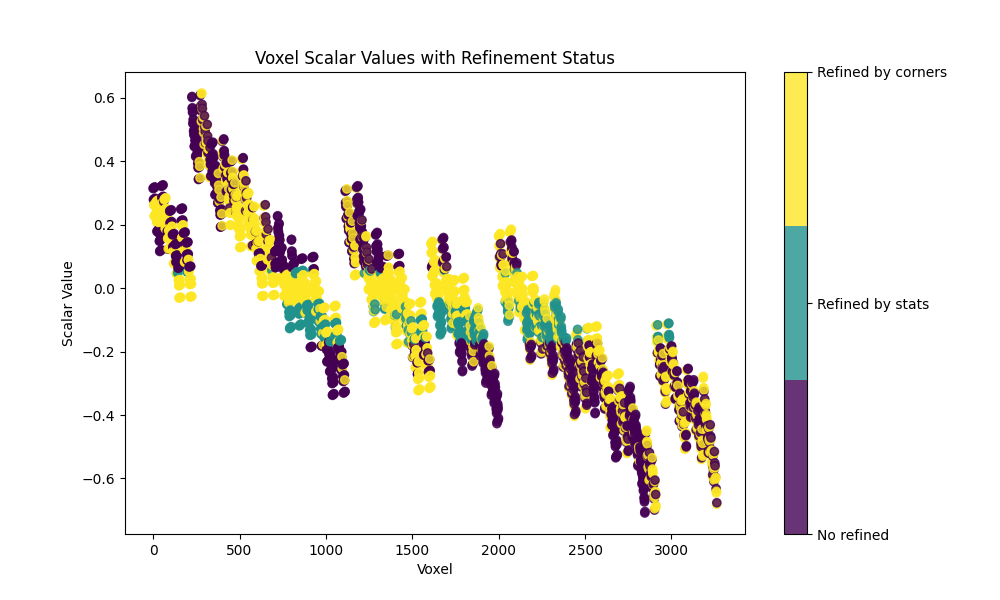 Voxel Scalar Values with Refinement Status
Refined by corners
Refined by stats
No refined
0.6
0.4
0.2
0.0
−0.2
−0.4
−0.6
Scalar Value
0 500 1000 1500 2000 2500 3000
Voxel